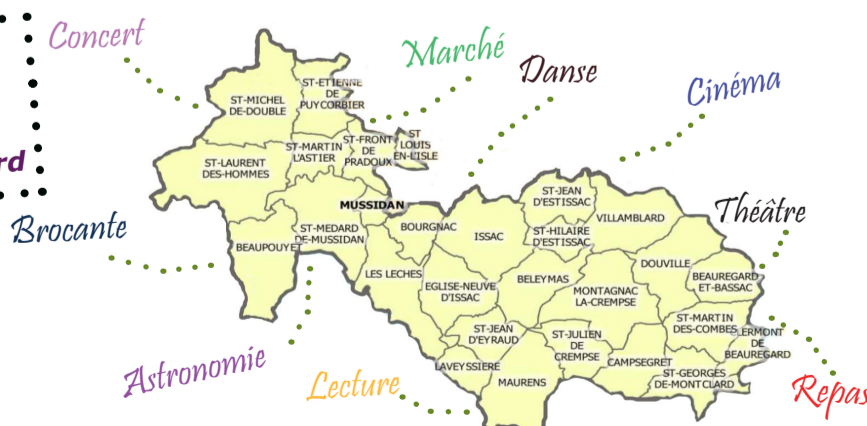 Concert
Marché
Danse
Cinéma
rd
ST-ETIENNE
DE
PUYCORBIER
ST-MICHEL
DE-DOUBLE
ST-MARTIN
L'ASTIER
ST-FRONT
DE
PRADOUX
ST
LOUIS
EN-L'ISLE
ST-LAURENT
DES-HOMMES
MUSSIDAN
ST-JEAN
D'ESTISSAC
VILLAMBLARD
Théâtre
Brocante
BEAUPOUYET
ST-MEDARD
DE-MUSSIDAN
BOURGNAC
ISSAC
ST-HILAIRE
D'ESTISSAC
DOUVILLE
LES LECHES
EGLISE-NEUVE
D'ISSAC
BELEYMAS
MONTAGNAC
LA-CREMPSE
BEAUREGARD
ET-BASSAC
ST-MARTIN
DES-COMBES
CLERMONT
DE
BEAUREGARD
ST-JEAN
D'EYRAUD
ST-JULIEN
DE
CREMPSE
CAMPSEGRET
LAVEYSSIERE
MAURENS
ST-GEORGES
DE-MONTCLARD
Astronomie
Lecture
Repas